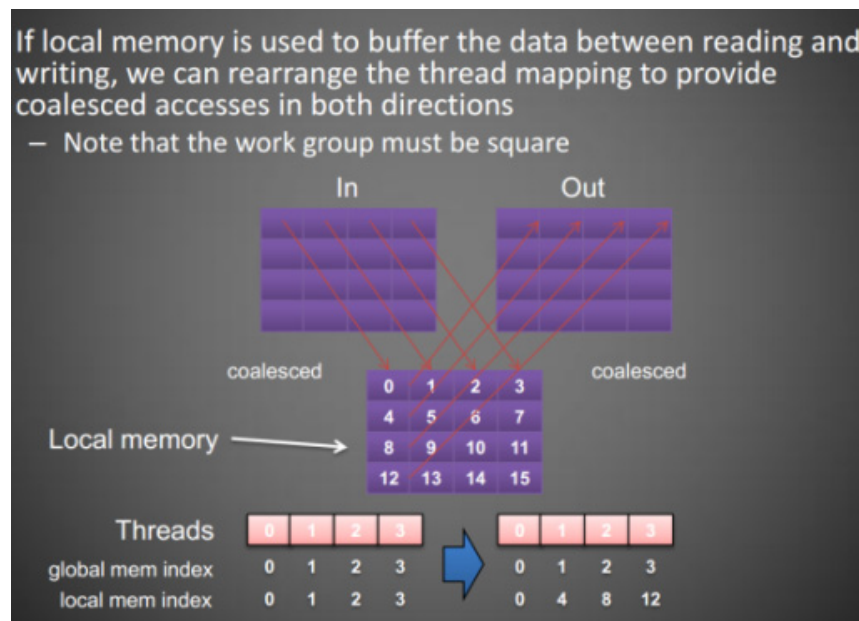 If local memory is used to buffer the data between reading and
writing, we can rearrange the thread mapping to provide
coalesced accesses in both directions
– Note that the work group must be square
In Out
coalesced coalesced
0 1 2 3
4 5 6 7
Local memory 8 9 10 11
12 13 14 15
Threads 0 1 2 3 0 1 2 3
global mem index 0 1 2 3 0 1 2 3
local mem index 0 1 2 3 0 4 8 12